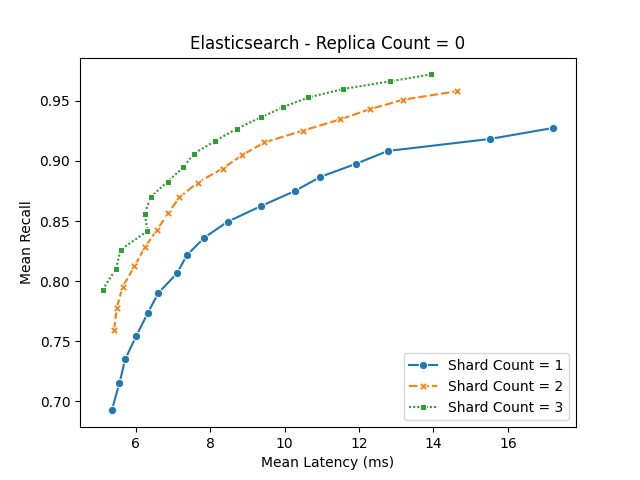 Elasticsearch - Replica Count = 0
Mean Recall
0.95
0.90
0.85
0.80
0.75
0.70
6 8 10 12 14 16
Mean Latency (ms)
Shard Count = 1
Shard Count = 2
Shard Count = 3